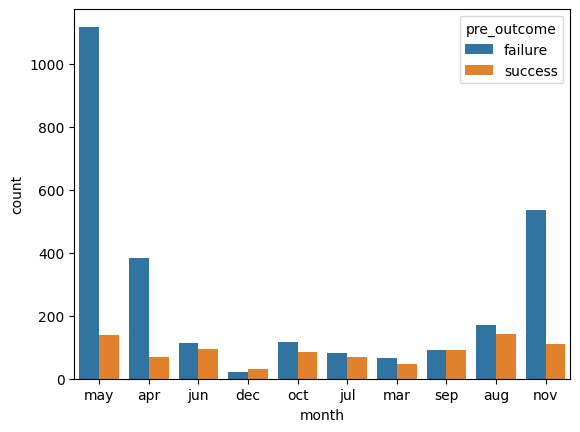 pre_outcome
failure
success
1000
800
600
400
200
0
count
may apr jun dec oct jul mar sep aug nov
month